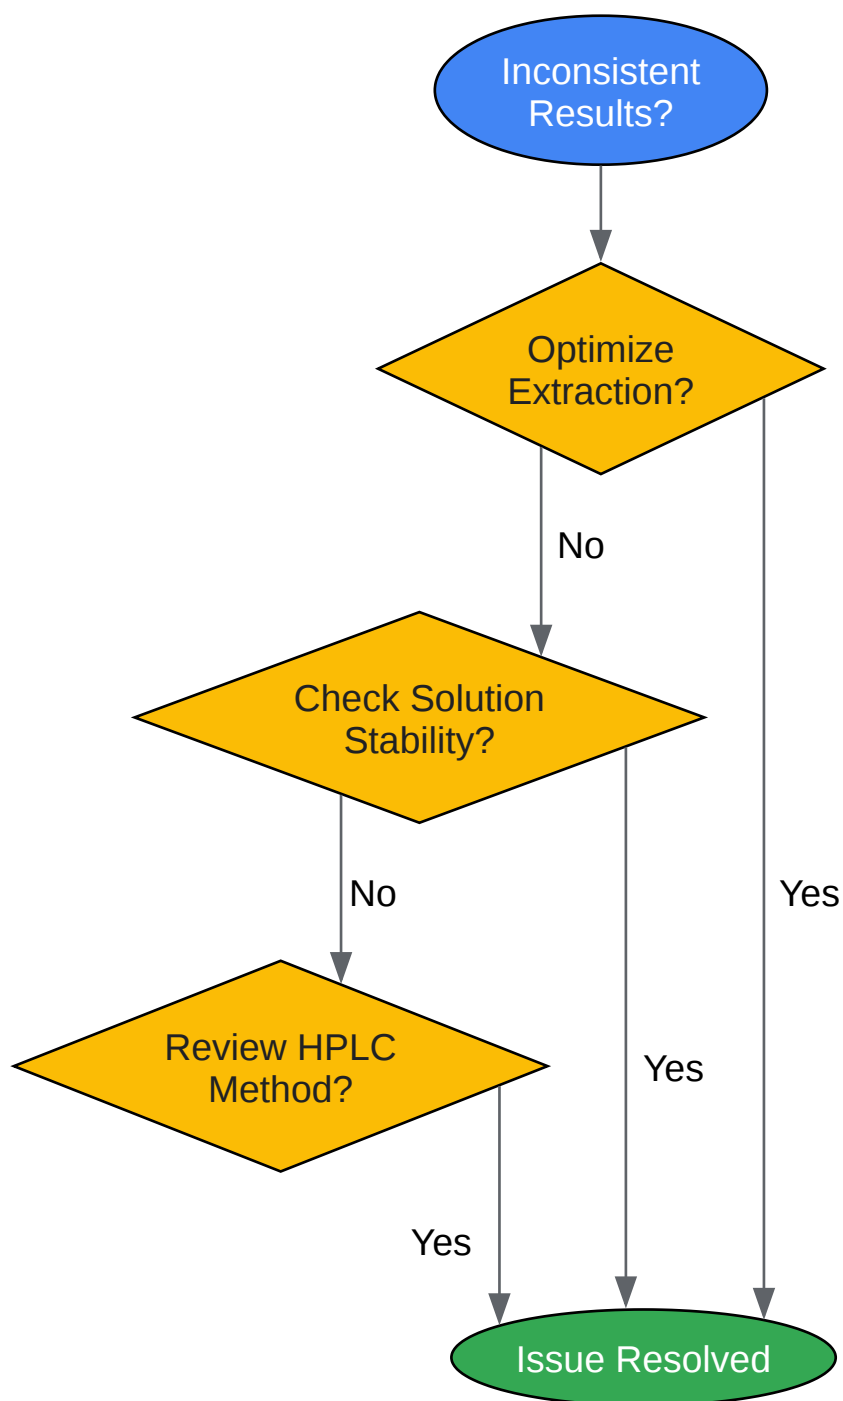 Inconsistent
Results?
Optimize
Extraction?
No
Check Solution
Stability?
No
Yes
Review HPLC
Method?
Yes
Yes
Issue Resolved